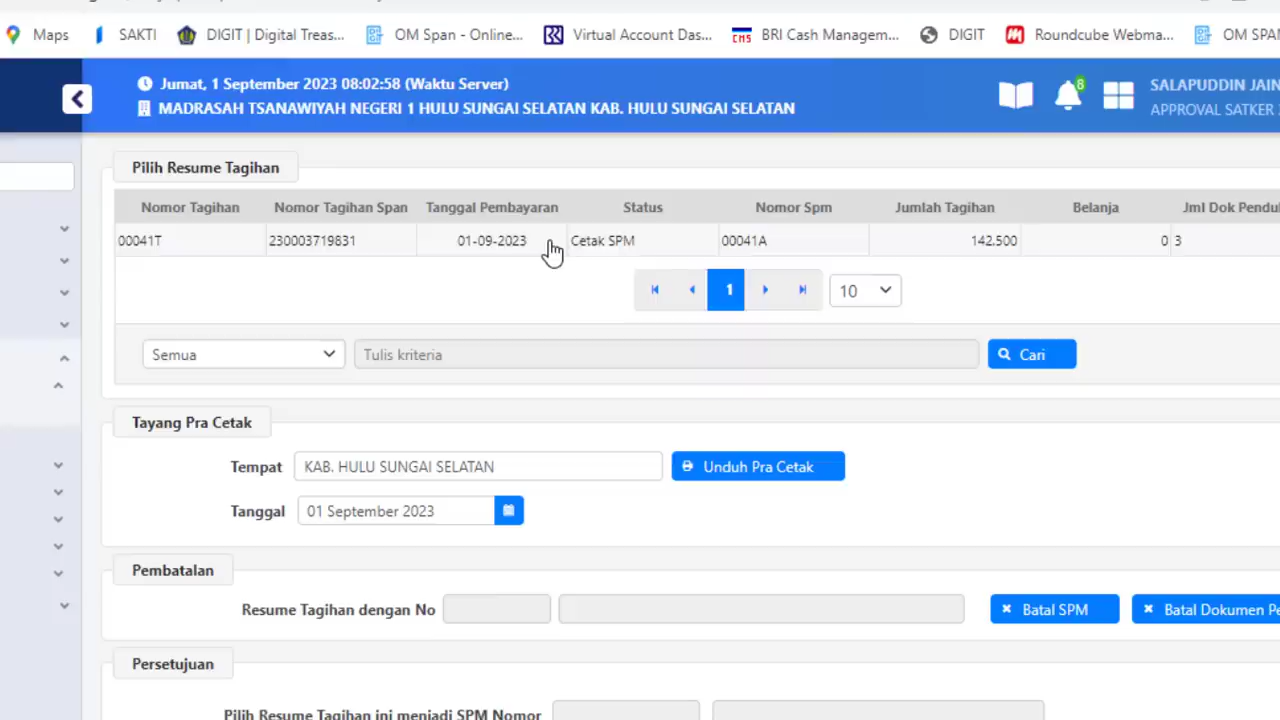 Maps SAKTI DIGIT | Digital Treas... OM Span - Online... Virtual Account Das... CMS BRI Cash Managem... DIGIT Roundcube Webma... OM SPAN
Jumat, 1 September 2023 08:02:58 (Waktu Server)
MADRASAH TSANAWIYAH NEGERI 1 HULU SUNGAI SELATAN KAB. HULU SUNGAI SELATAN
8
SALAPUDDIN JAIN
APPROVAL SATKER
Pilih Resume Tagihan
Nomor Tagihan Nomor Tagihan Span Tanggal Pembayaran Status Nomor Spm Jumlah Tagihan Belanja Jml Dok Pendu
00041T 230003719831 01-09-2023 Cetak SPM 00041A 142.500 0 3
1 10
Semua Tulis kriteria Cari
Tayang Pra Cetak
Tempat KAB. HULU SUNGAI SELATAN Unduh Pra Cetak
Tanggal 01 September 2023
Pembatalan
Resume Tagihan dengan No Batal SPM Batal Dokumen Pe
Persetujuan
Pilih Resume Tagihan ini menjadi SPM Nomor